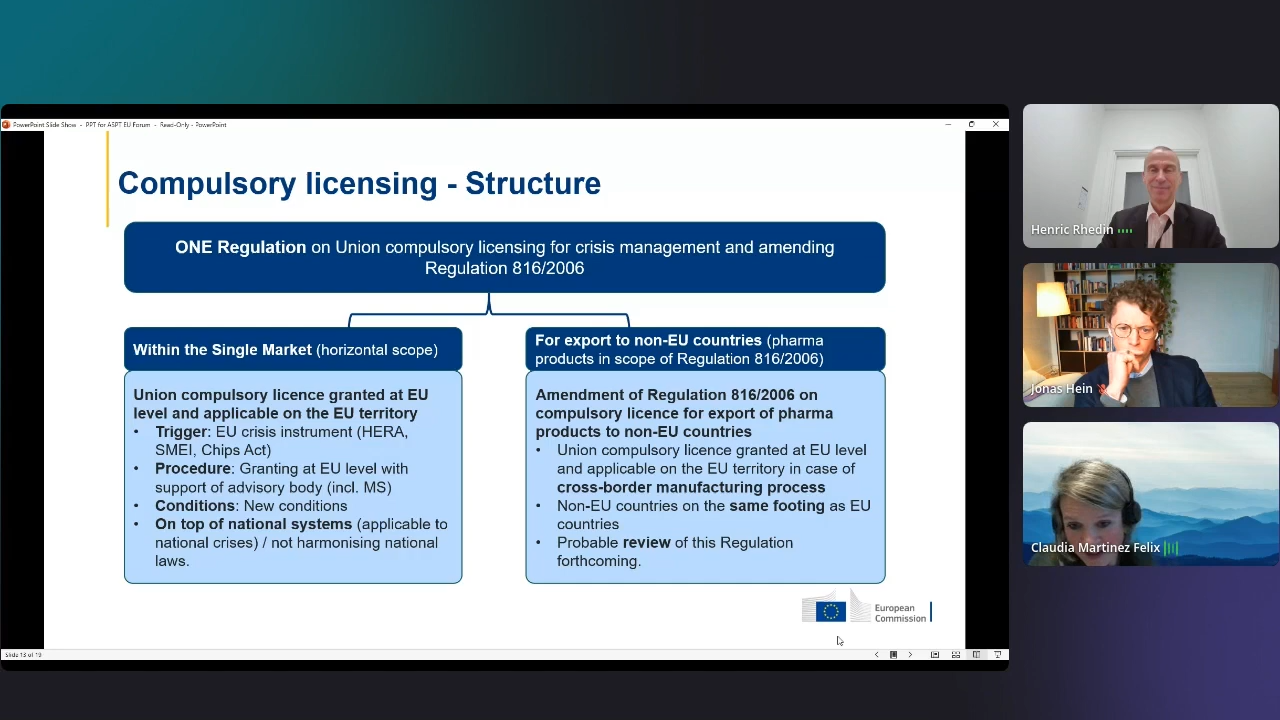 PowerPoint Slide Show - PPT for ASPT EU Forum - Read-Only - PowerPoint
Compulsory licensing - Structure
ONE Regulation on Union compulsory licensing for crisis management and amending
Regulation 816/2006
Within the Single Market (horizontal scope)
Union compulsory licence granted at EU
level and applicable on the EU territory
• Trigger: EU crisis instrument (HERA,
SMEI, Chips Act)
• Procedure: Granting at EU level with
support of advisory body (incl. MS)
• Conditions: New conditions
• On top of national systems (applicable to
national crises) / not harmonising national
laws.
For export to non-EU countries (pharma
products in scope of Regulation 816/2006)
Amendment of Regulation 816/2006 on
compulsory licence for export of pharma
products to non-EU countries
• Union compulsory licence granted at EU level
and applicable on the EU territory in case of
cross-border manufacturing process
• Non-EU countries on the same footing as EU
countries
• Probable review of this Regulation
forthcoming.
European
Commission
Slide 13 of 19
Henric Rhedin
Jonas Hein
Claudia Martinez Felix